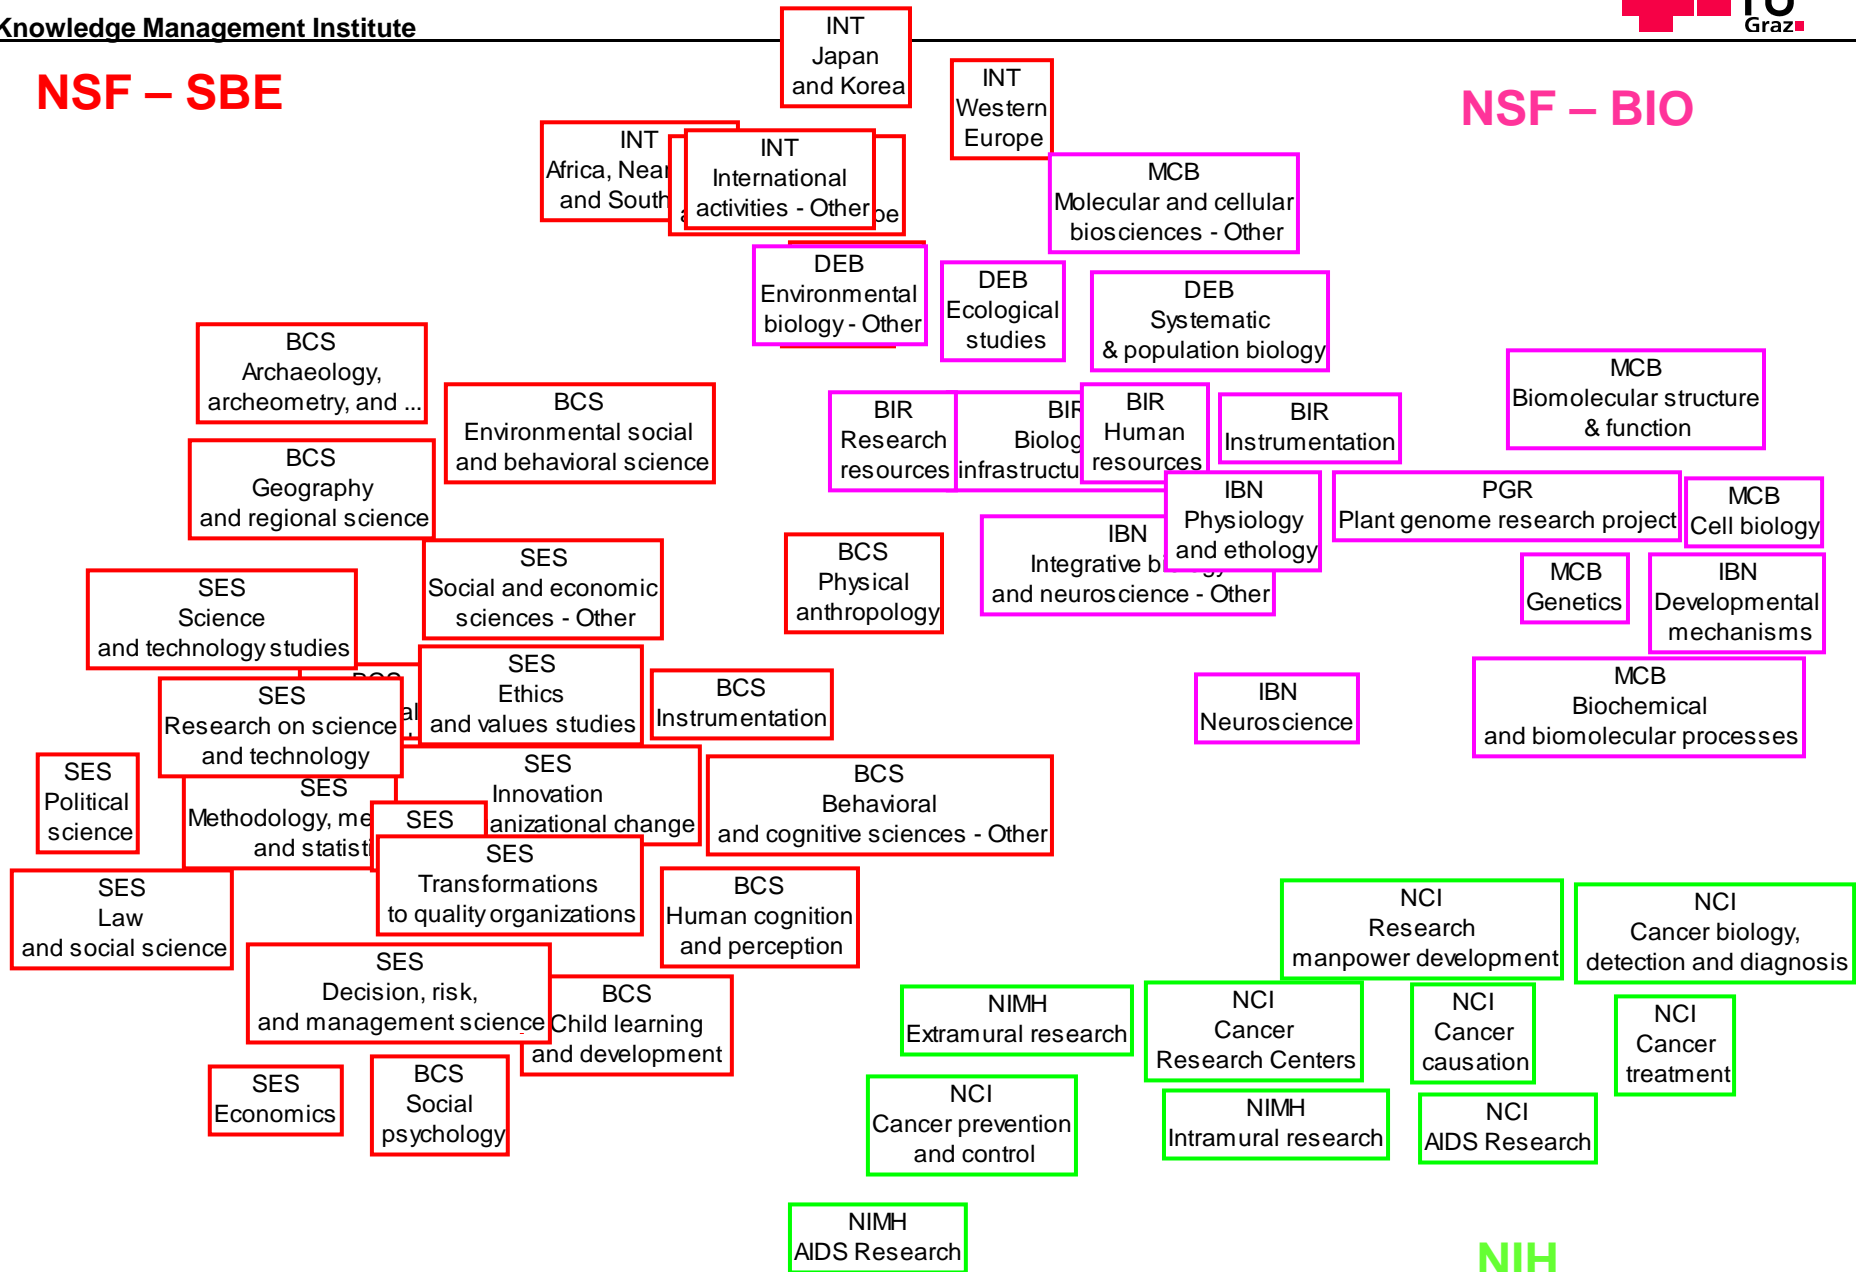 Knowledge Management Institute
TU
Graz
NSF – SBE
NSF – BIO
INT
Japan
and Korea
INT
Western
Europe
INT
Africa, Near
and South
INT
International
activities - Other
MCB
Molecular and cellular
biosciences - Other
DEB
Environmental
biology - Other
DEB
Ecological
studies
DEB
Systematic
& population biology
BCS
Archaeology,
archeometry, and ...
BCS
Environmental social
and behavioral science
BIR
Research
resources
BIR
BIR
Human
resources
BIR
Instrumentation
MCB
Biomolecular structure
& function
BCS
Geography
and regional science
IBN
Physiology
and ethology
PGR
Plant genome research project
MCB
Cell biology
SES
Social and economic
sciences - Other
BCS
Physical
anthropology
IBN
Integrative
and neuroscience - Other
MCB
Genetics
IBN
Developmental
mechanisms
SES
Science
and technology studies
SES
Research on science
and technology
SES
Ethics
and values studies
BCS
Instrumentation
IBN
Neuroscience
MCB
Biochemical
and biomolecular processes
SES
Political
science
SES
Methodology,
and
SES
Innovation
change
SES
BCS
Behavioral
and cognitive sciences - Other
SES
Transformations
to quality organizations
SES
Law
and social science
BCS
Human cognition
and perception
NCI
Research
manpower development
NCI
Cancer biology,
detection and diagnosis
SES
Decision, risk,
and management science
BCS
Child learning
and development
NIMH
Extramural research
NCI
Cancer
Research Centers
NCI
Cancer
causation
NCI
Cancer
treatment
SES
Economics
BCS
Social
psychology
NCI
Cancer prevention
and control
NIMH
Intramural research
NCI
AIDS Research
NIMH
AIDS Research
NIH